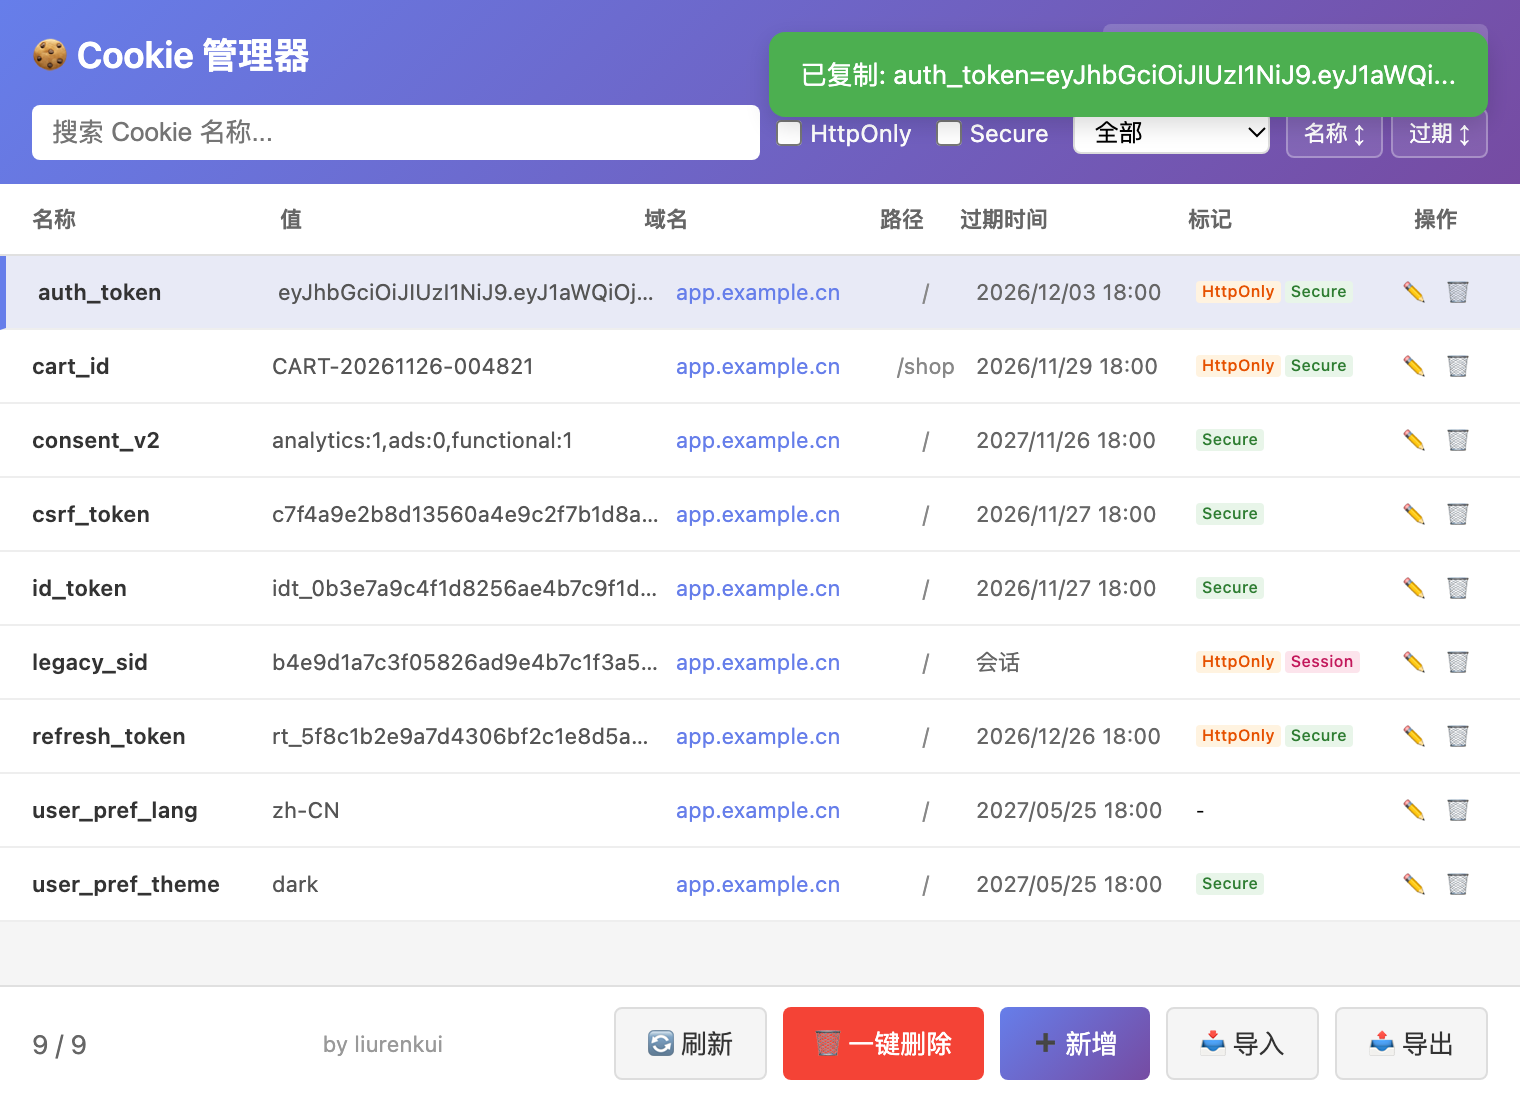 Cookie 管理器
已复制: auth_token=eyJhbGciOiJIUzI1NiJ9.eyJ1aWQi...
搜索 Cookie 名称...
HttpOnly Secure 全部 名称 ↕ 过期 ↕
名称 值 域名 路径 过期时间 标记 操作
auth_token eyJhbGciOiJIUzI1NiJ9.eyJ1aWQiOj... app.example.cn / 2026/12/03 18:00 HttpOnly Secure
cart_id CART-20261126-004821 app.example.cn /shop 2026/11/29 18:00 HttpOnly Secure
consent_v2 analytics:1,ads:0,functional:1 app.example.cn / 2027/11/26 18:00 Secure
csrf_token c7f4a9e2b8d13560a4e9c2f7b1d8a... app.example.cn / 2026/11/27 18:00 Secure
id_token idt_0b3e7a9c4f1d8256ae4b7c9f1d... app.example.cn / 2026/11/27 18:00 Secure
legacy_sid b4e9d1a7c3f05826ad9e4b7c1f3a5... app.example.cn / 会话 HttpOnly Session
refresh_token rt_5f8c1b2e9a7d4306bf2c1e8d5a... app.example.cn / 2026/12/26 18:00 HttpOnly Secure
user_pref_lang zh-CN app.example.cn / 2027/05/25 18:00 -
user_pref_theme dark app.example.cn / 2027/05/25 18:00 Secure
9 / 9 by liurenkui 刷新 一键删除 新增 导入 导出